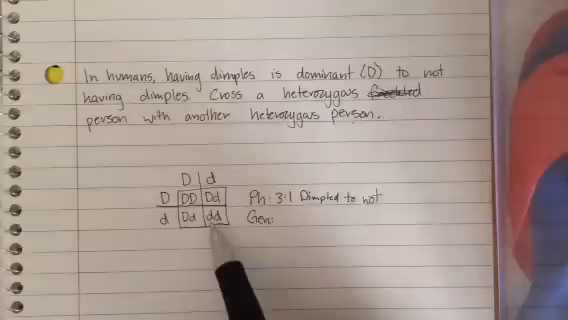 In humans, having dimples is dominant (D) to not
having dimples Cross a heterozygous
person with another heterozygous person.
D d
D DD Dd Ph: 3:1 Dimpled to not
d Dd dd Gen: